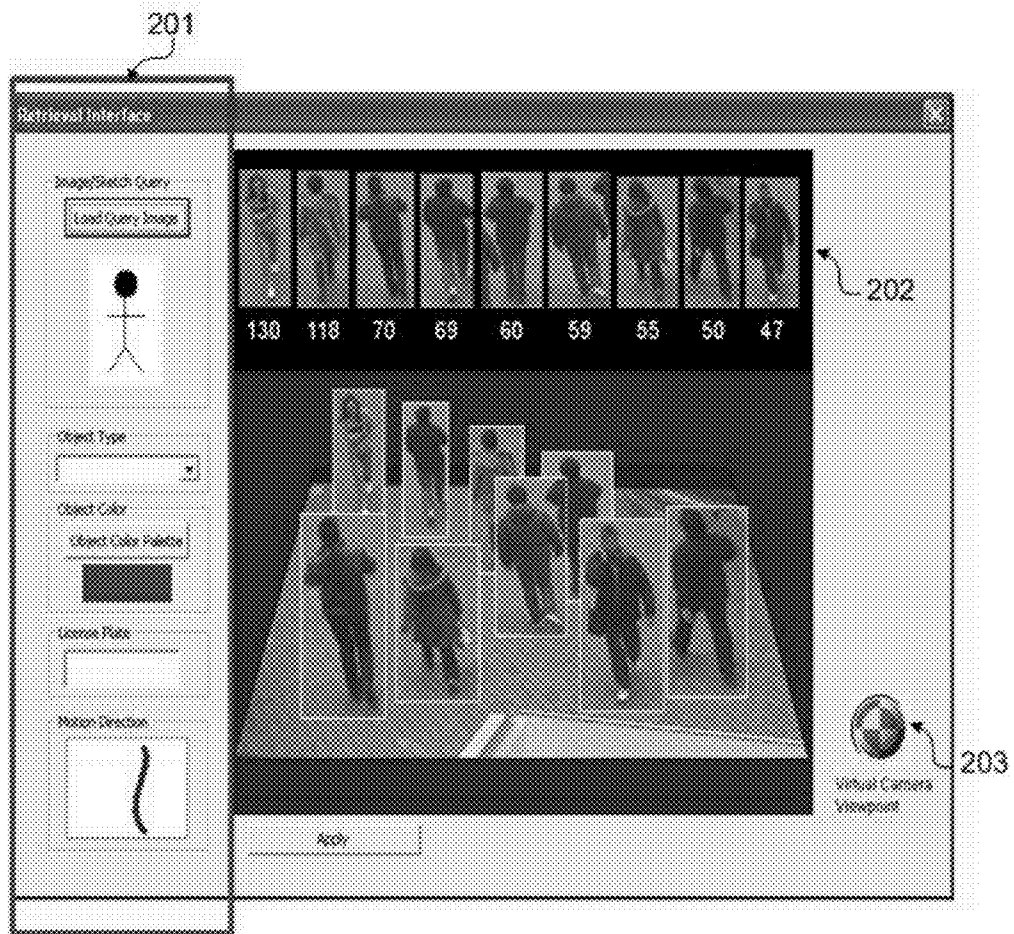 201
Retrieval Interface
Image/Sketch Query
Load Query Image
202
130 118 70 69 60 59 55 50 47
Object Type
Object Color
Object Color Palette
License Plate
Motion Direction
203
Virtual Camera
Viewpoint
Apply